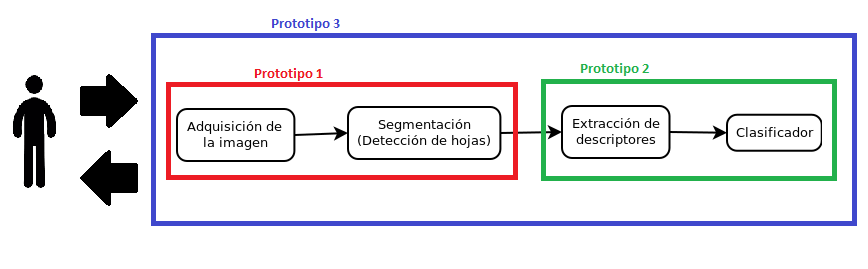 Prototipo 3
Prototipo 1
Prototipo 2
Adquisición de
la imagen
Segmentación
(Detección de hojas)
Extracción de
descriptores
Clasificador